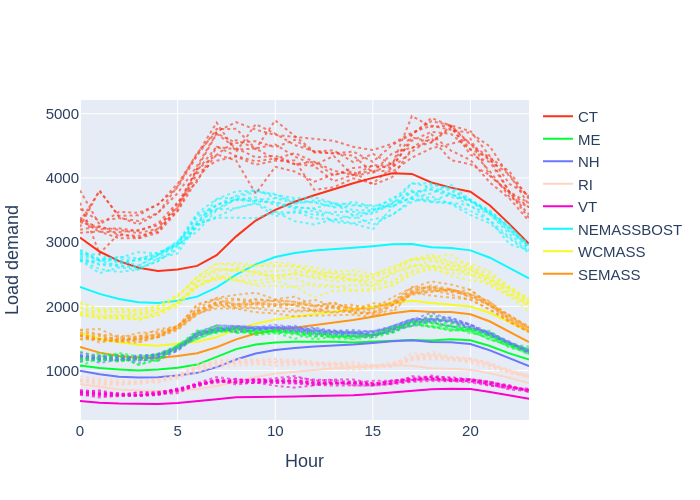 5000
4000
3000
2000
1000
0
5
10
15
20
Hour
Load demand
CT
ME
NH
RI
VT
NEMASSBOST
WCMASS
SEMASS